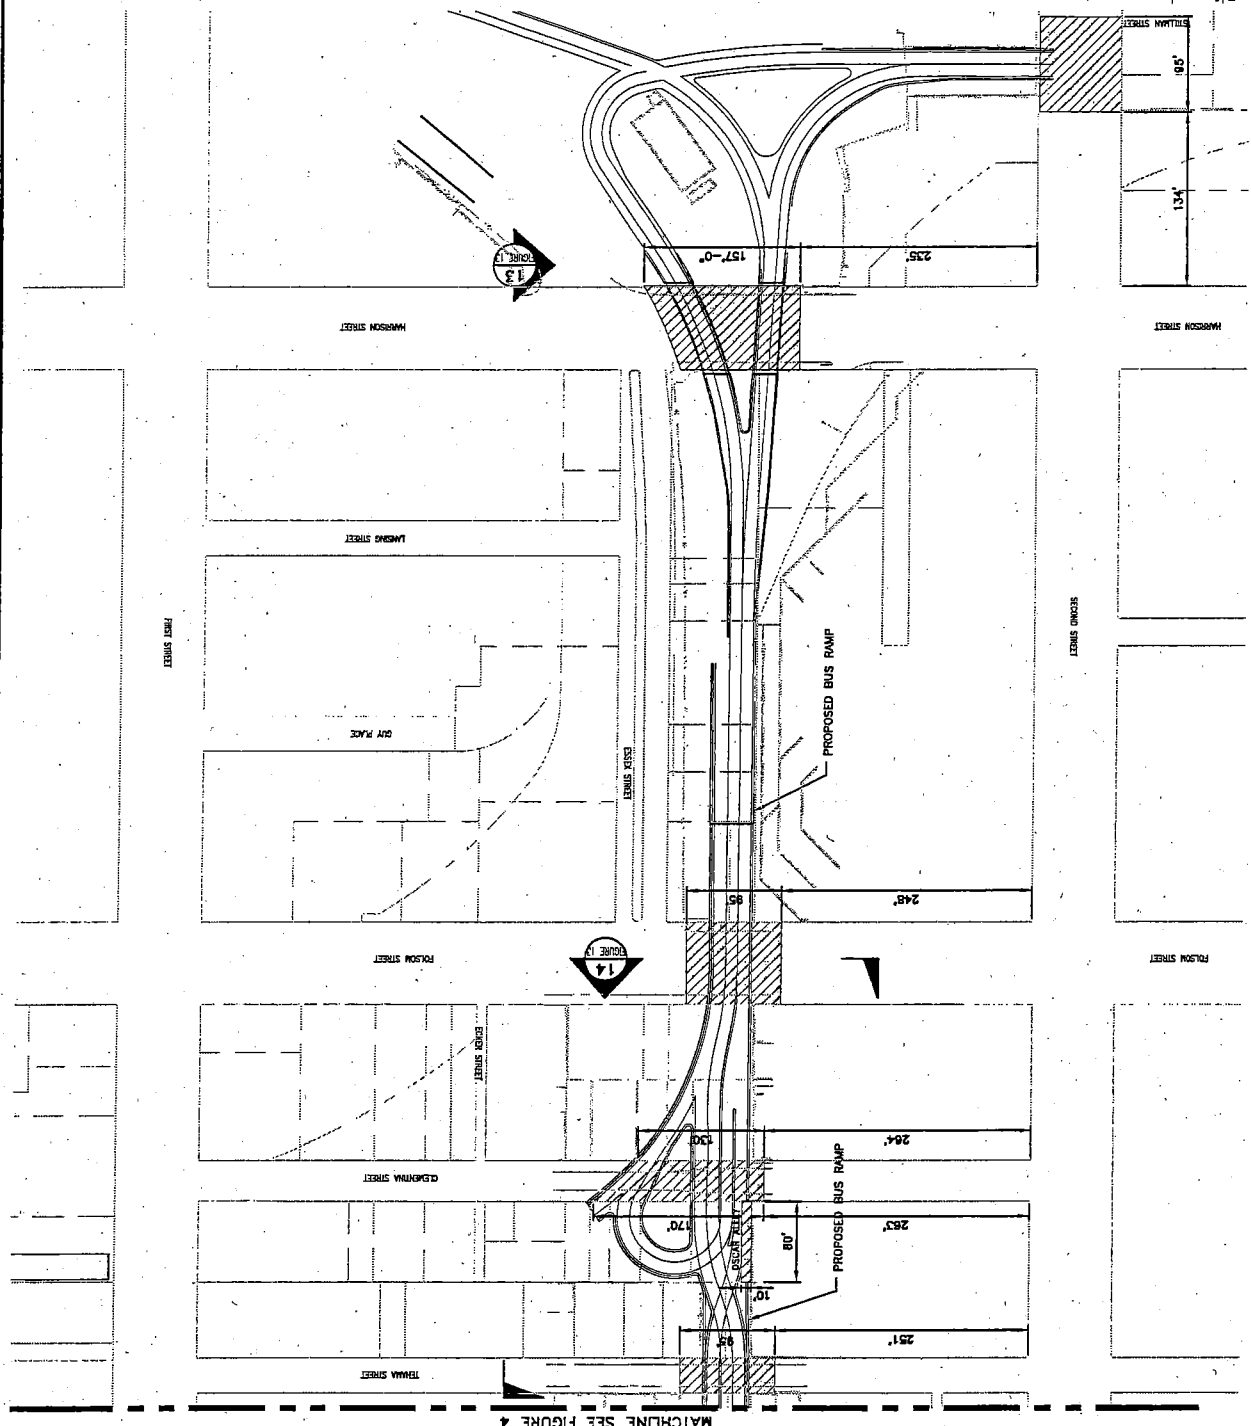 STILLMAN STREET
95'
134'
157'-0"
235'
13
FIGURE 13
HARRISON STREET
HARRISON STREET
LANSING STREET
FIRST STREET
SECOND STREET
PROPOSED BUS RAMP
GUY PLACE
ESSEX STREET
95'
248'
FOLSOM STREET
14
FIGURE 13
FOLSOM STREET
ECKER STREET
130'
264'
CLEMENTINA STREET
170'
263'
OSCAR ALLEY
80'
PROPOSED BUS RAMP
10'
95'
251'
TEHAMA STREET
MATCHLINE SEE FIGURE 4